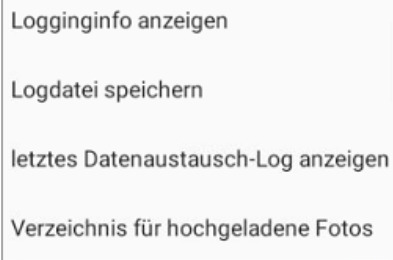 Logginginfo anzeigen
Logdatei speichern
letztes Datenaustausch-Log anzeigen
Verzeichnis für hochgeladene Fotos